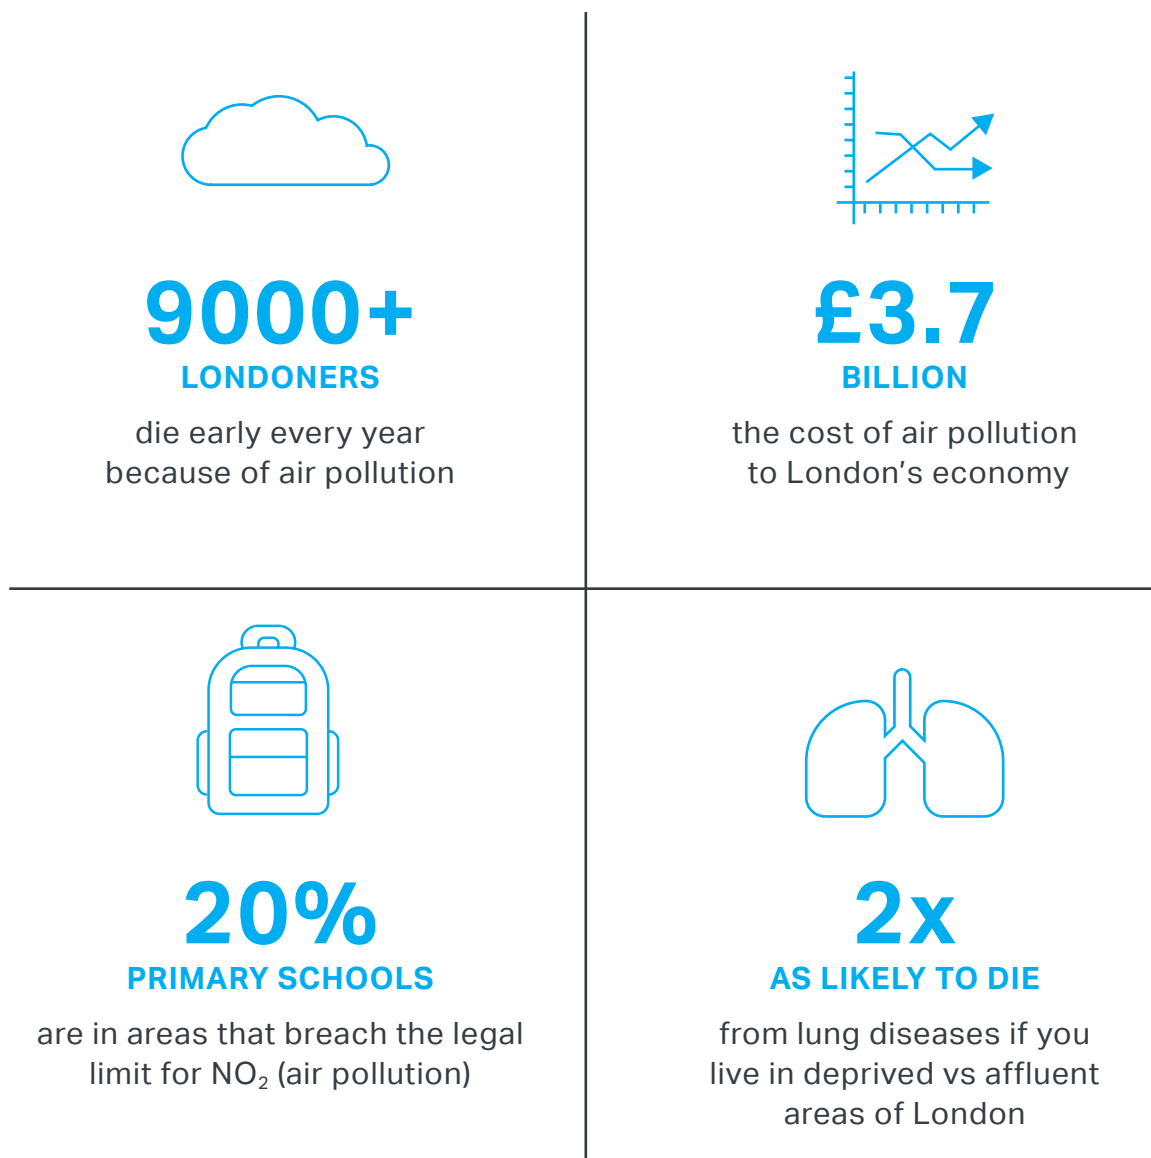 9000+
LONDONERS
die early every year
because of air pollution
£3.7
BILLION
the cost of air pollution
to London’s economy
20%
PRIMARY SCHOOLS
are in areas that breach the legal
limit for NO₂ (air pollution)
2x
AS LIKELY TO DIE
from lung diseases if you
live in deprived vs affluent
areas of London